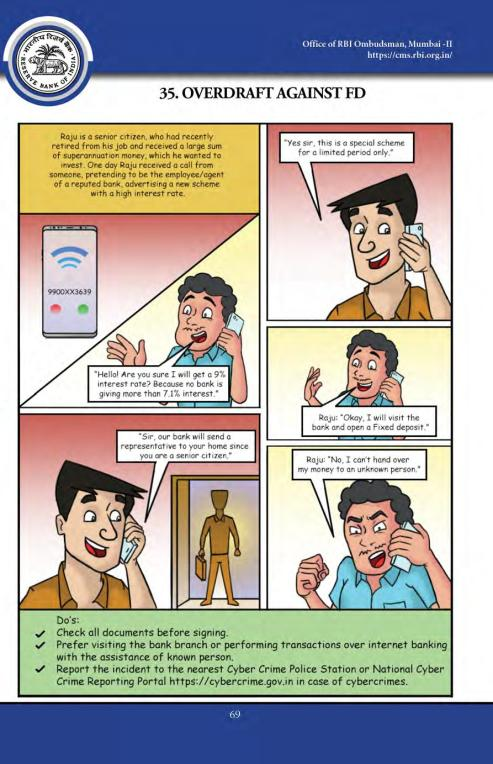 भारतीय रिज़र्व बैंक
RESERVE BANK OF INDIA
Office of RBI Ombudsman, Mumbai -II
https://cms.rbi.org.in/
35. OVERDRAFT AGAINST FD
Raju is a senior citizen, who had recently
retired from his job and received a large sum
of superannuation money, which he wanted to
invest. One day Raju received a call from
someone, pretending to be the employee/agent
of a reputed bank, advertising a new scheme
with a high interest rate.
"Yes sir, this is a special scheme
for a limited period only."
9900XX3639
"Hello! Are you sure I will get a 9%
interest rate? Because no bank is
giving more than 7.1% interest."
Raju: "Okay, I will visit the
bank and open a Fixed deposit."
"Sir, our bank will send a
representative to your home since
you are a senior citizen."
Raju: "No, I can't hand over
my money to an unknown person."
Do's:
✓ Check all documents before signing.
✓ Prefer visiting the bank branch or performing transactions over internet banking
with the assistance of known person.
✓ Report the incident to the nearest Cyber Crime Police Station or National Cyber
Crime Reporting Portal https://cybercrime.gov.in in case of cybercrimes.
69